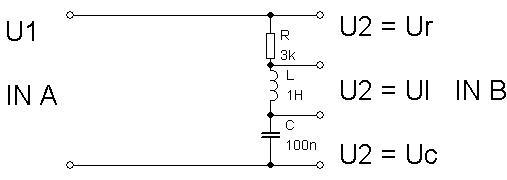 U1
U2 = Ur
R
3k
L
1H
IN A
U2 = Ul
IN B
C
100n
U2 = Uc